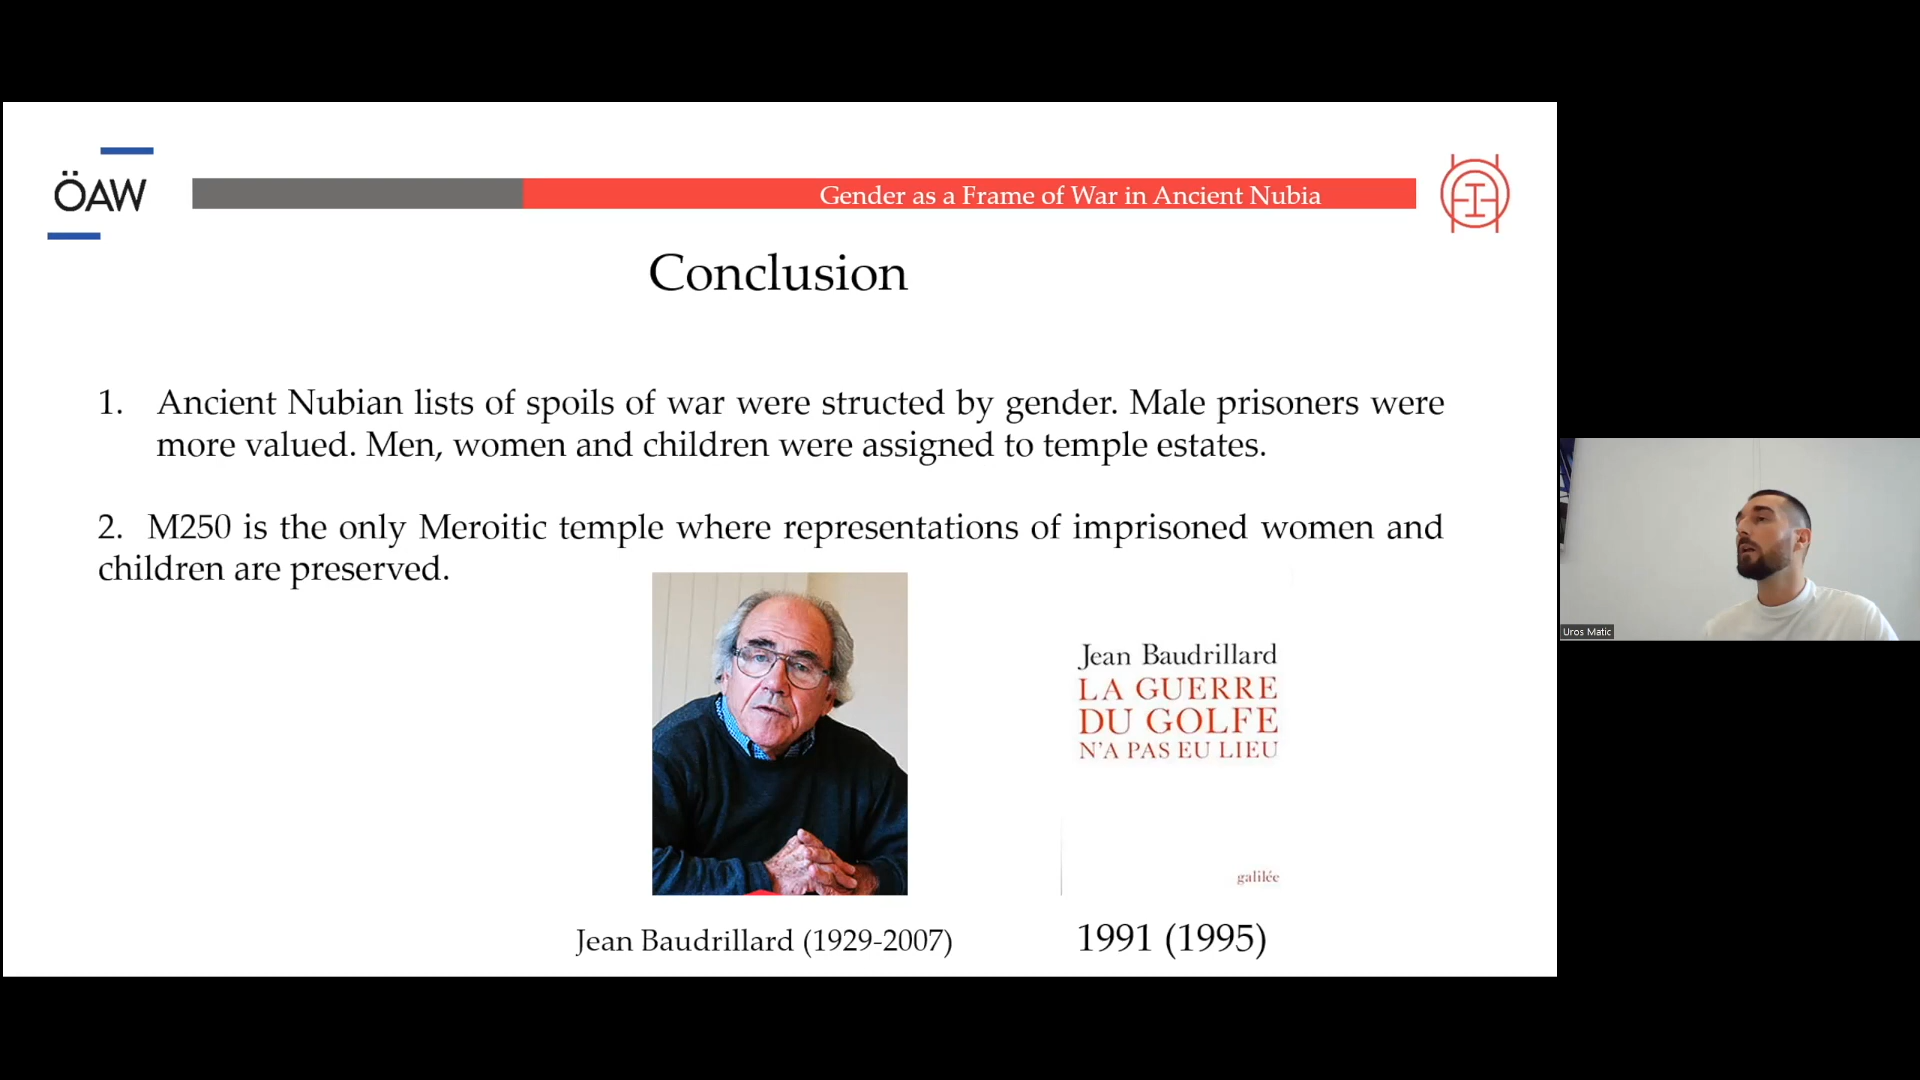 ÖAW
Gender as a Frame of War in Ancient Nubia
Conclusion
1. Ancient Nubian lists of spoils of war were structed by gender. Male prisoners were
more valued. Men, women and children were assigned to temple estates.
2. M250 is the only Meroitic temple where representations of imprisoned women and
children are preserved.
Jean Baudrillard
LA GUERRE
DU GOLFE
N'A PAS EU LIEU
galilée
Jean Baudrillard (1929-2007)
1991 (1995)
Uros Matic